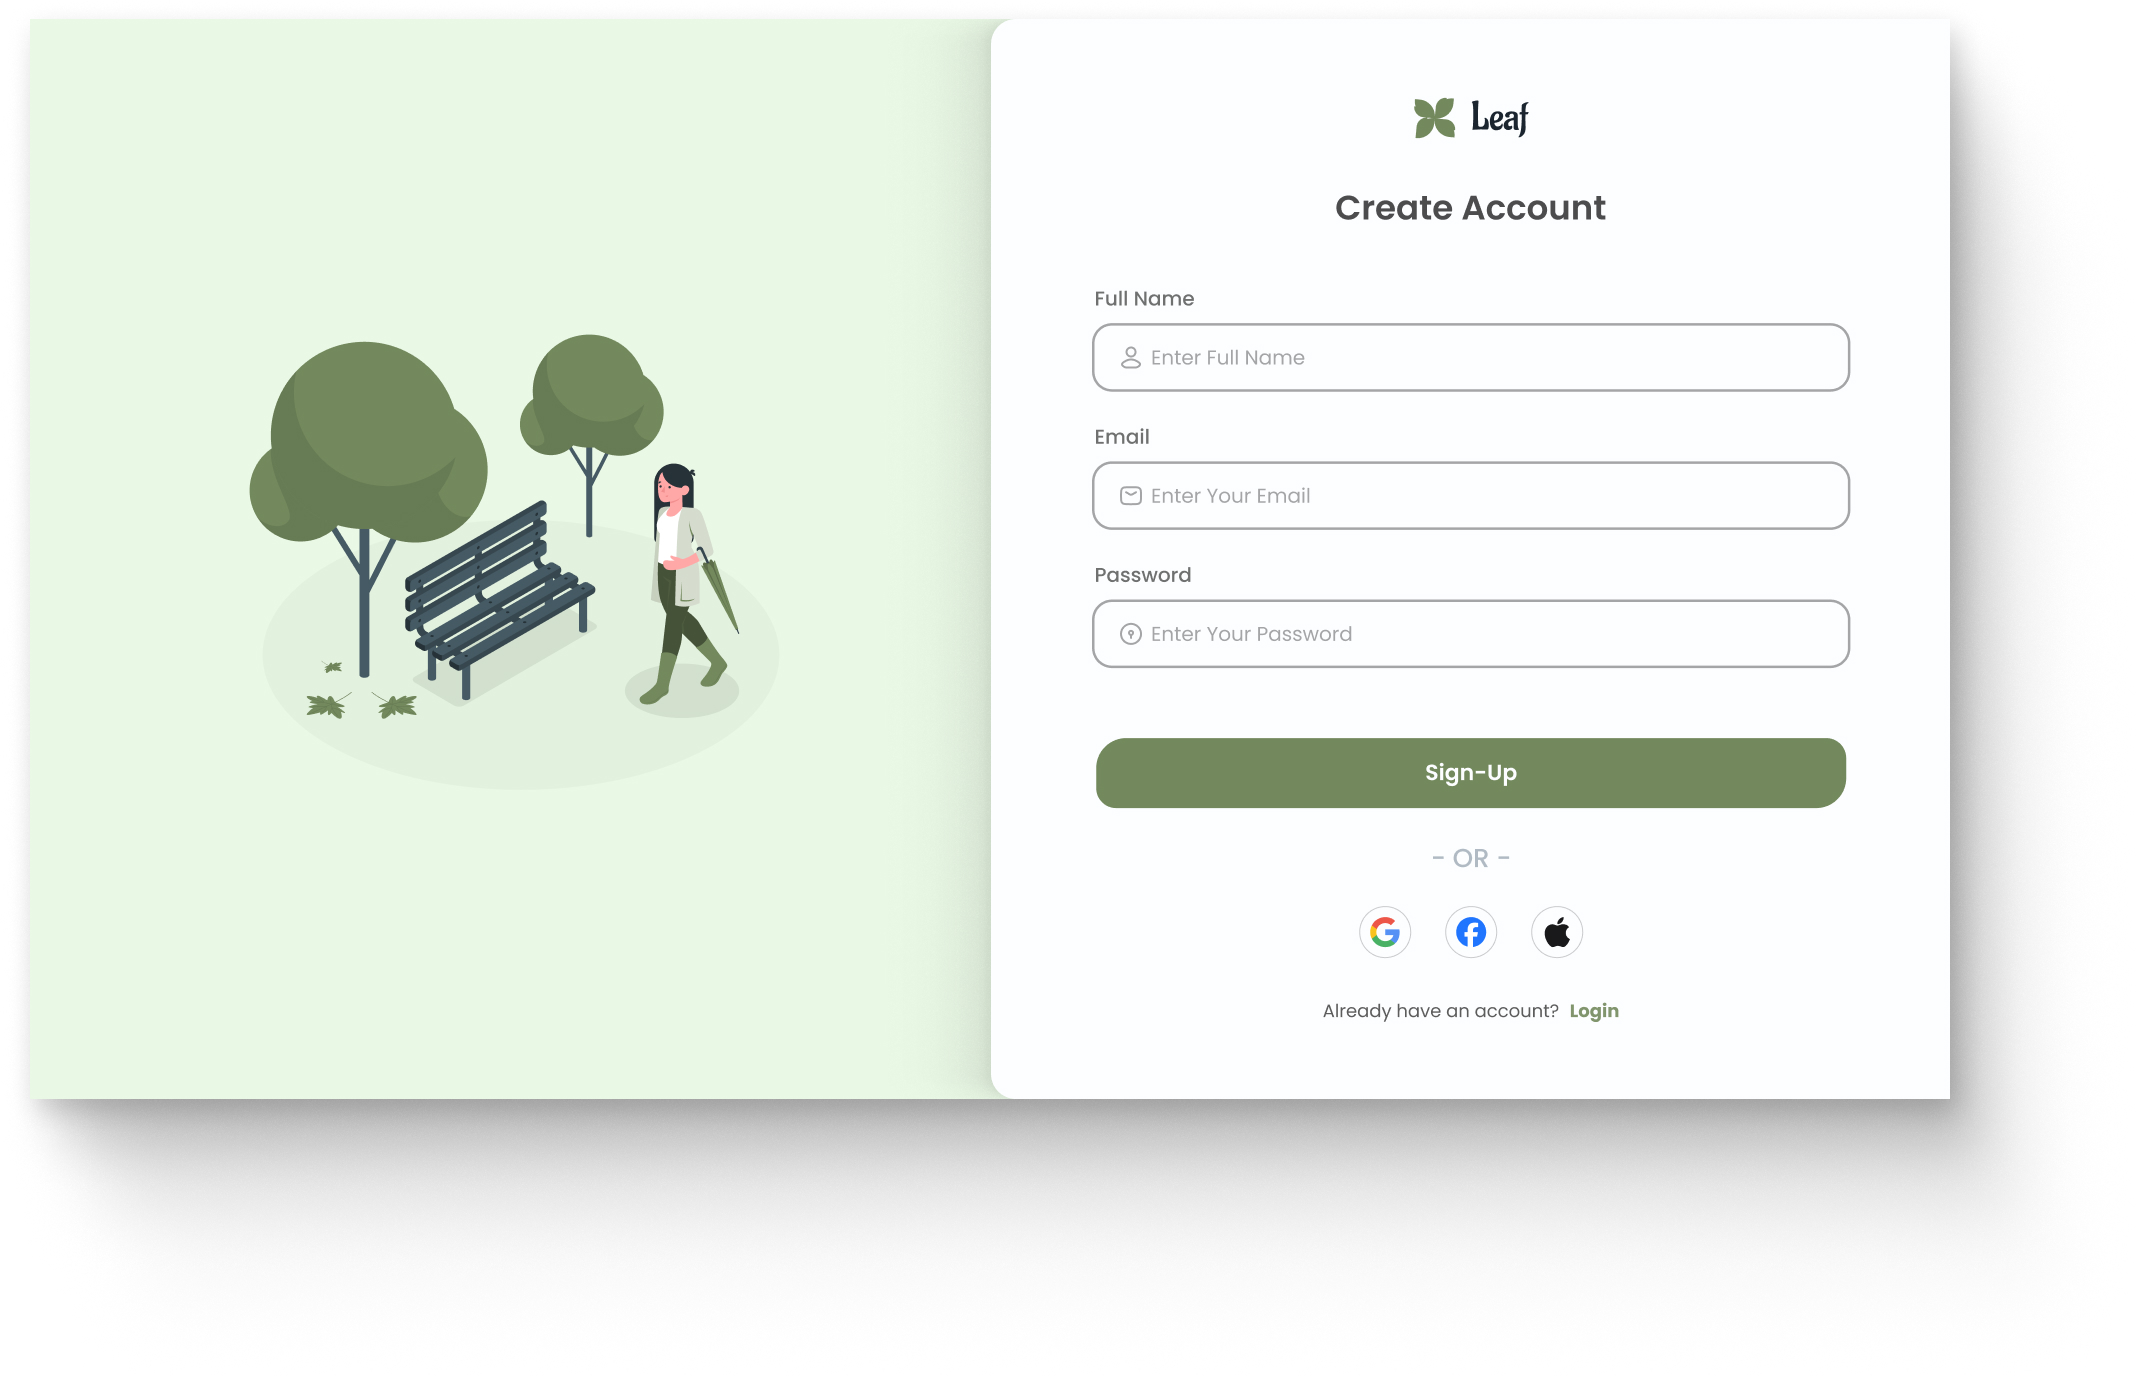 Leaf
Create Account
Full Name
Enter Full Name
Email
Enter Your Email
Password
Enter Your Password
Sign-Up
- OR -
Already have an account? Login